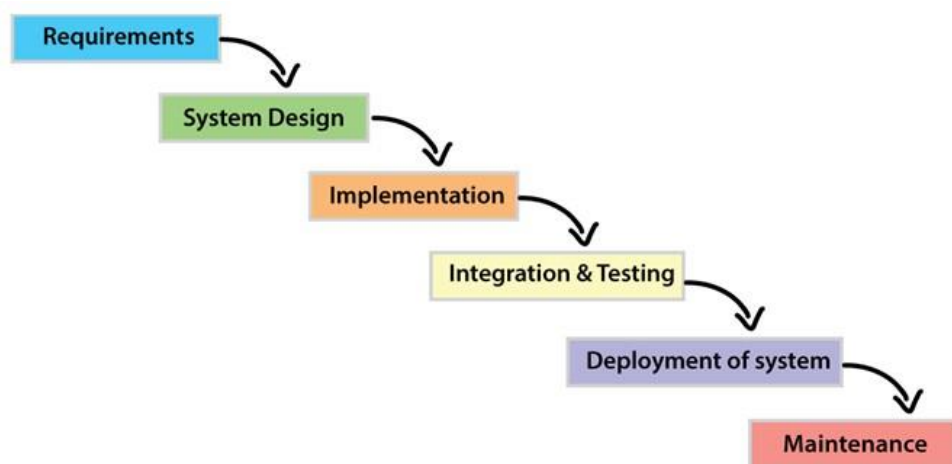 Requirements
System Design
Implementation
Integration & Testing
Deployment of system
Maintenance